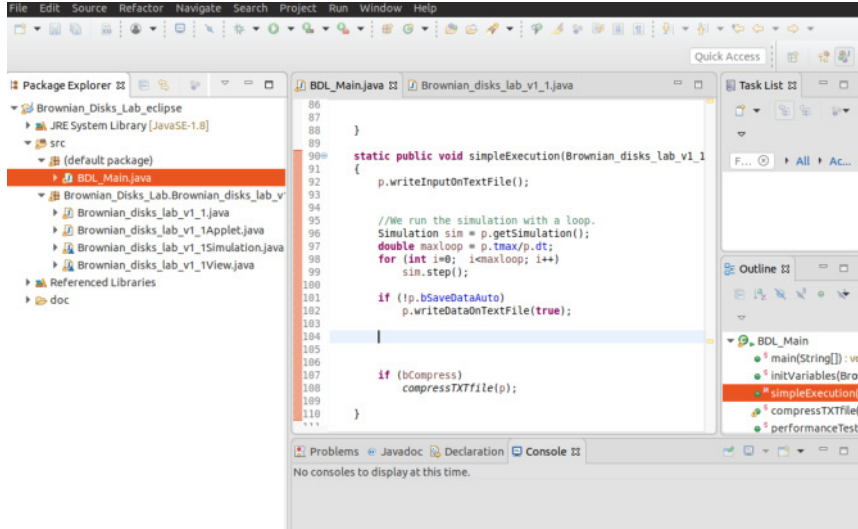 File Edit Source Refactor Navigate Search Project Run Window Help
Quick Access
Package Explorer
Brownian_Disks_Lab_eclipse
JRE System Library [JavaSE-1.8]
src
(default package)
BDL_Main.java
Brownian_Disks_Lab.Brownian_disks_lab_v
Brownian_disks_lab_v1_1.java
Brownian_disks_lab_v1_1Applet.java
Brownian_disks_lab_v1_1Simulation.java
Brownian_disks_lab_v1_1View.java
Referenced Libraries
doc
BDL_Main.java Brownian_disks_lab_v1_1.java
86
87
88 }
89
90 static public void simpleExecution(Brownian_disks_lab_v1_1
91 {
92 p.writeInputOnTextFile();
93
94
95 //We run the simulation with a loop.
96 Simulation sim = p.getSimulation();
97 double maxloop = p.tmax/p.dt;
98 for (int i=0; i<maxloop; i++)
99 sim.step();
100
101 if (!p.bSaveDataAuto)
102 p.writeDataOnTextFile(true);
103
104
105
106
107 if (bCompress)
108 compressTXTfile(p);
109
110 }
111
Task List
F... All Ac...
Outline
BDL_Main
main(String[]) : vo
initVariables(Bro
simpleExecution(
compressTXTfile(
performanceTest
Problems Javadoc Declaration Console
No consoles to display at this time.